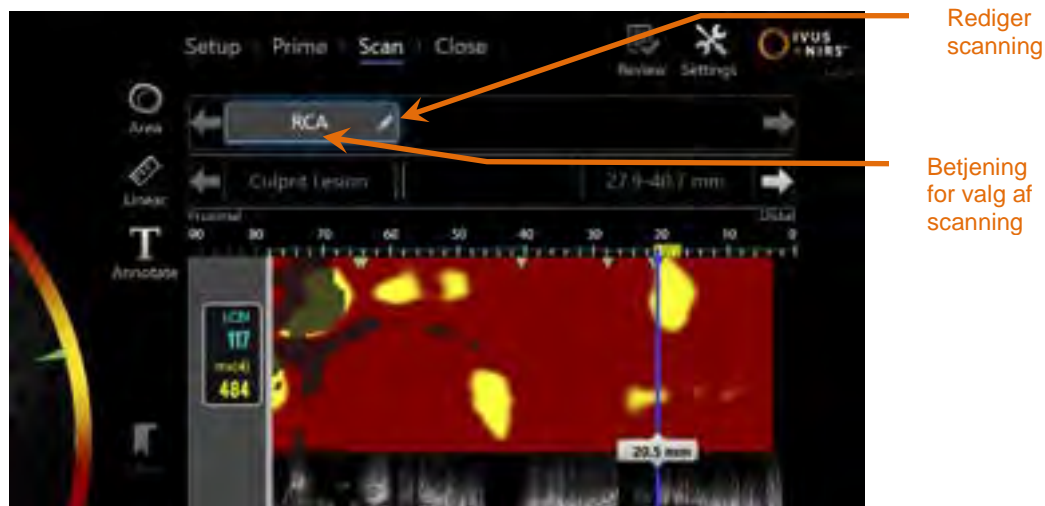 Rediger
scanning
Setup Prime Scan Close
IVUS
+NIRS
Review Settings
Area
RCA
Betjening
for valg af
scanning
Culprit Lesion
27.9-40.7 mm
Linear
Proximal
Distal
90 80 70 60 50 40 30 20 10 0
T
Annotate
LCBI
117
mx(4)
484
20.5 mm